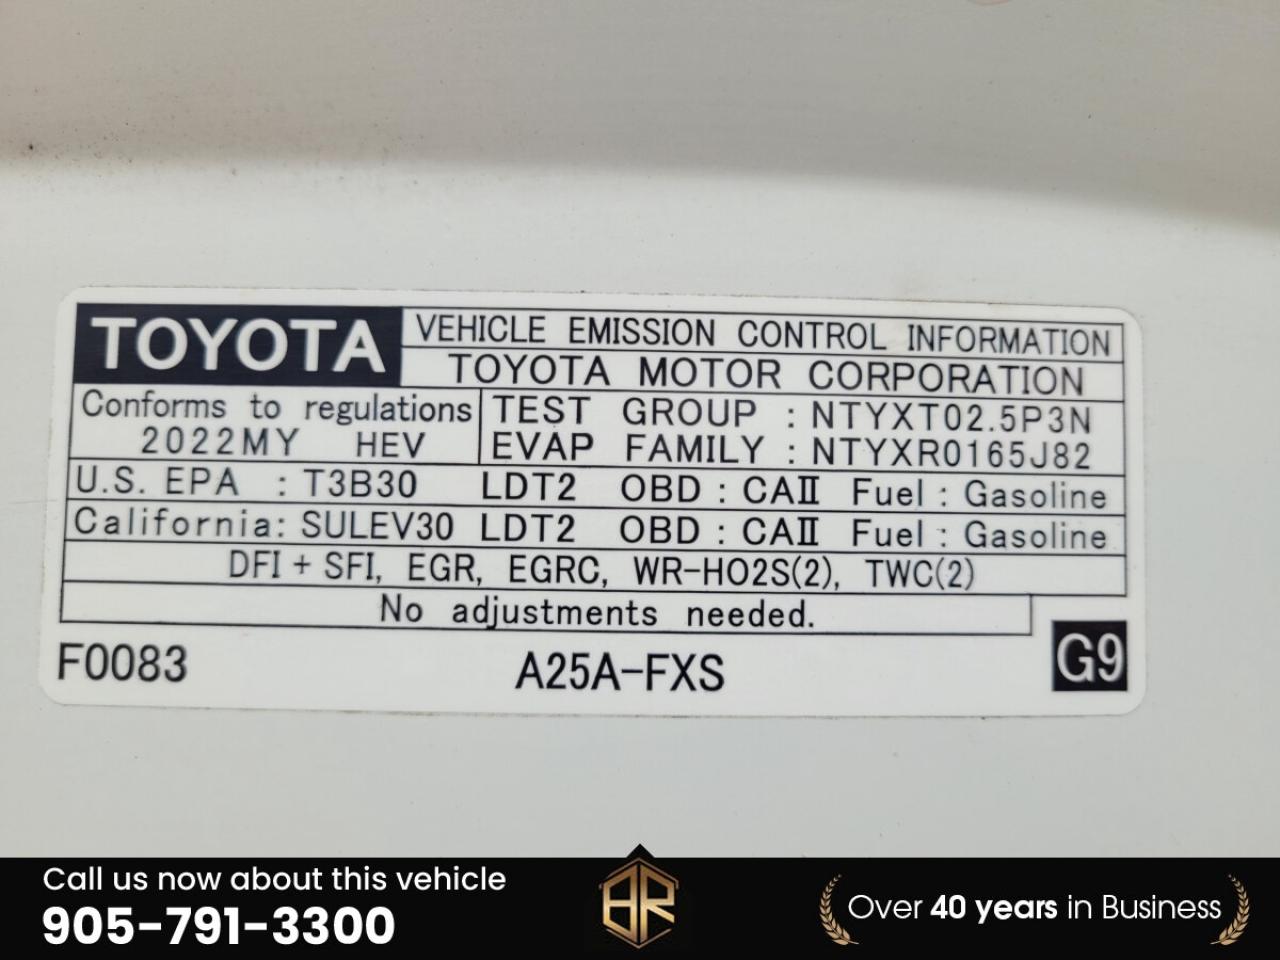 TOYOTA
VEHICLE EMISSION CONTROL INFORMATION
TOYOTA MOTOR CORPORATION
Conforms to regulations
2022MY HEV
TEST GROUP : NTYXT02.5P3N
EVAP FAMILY : NTYXR0165J82
U.S. EPA : T3B30 LDT2 OBD : CAⅡ Fuel : Gasoline
California: SULEV30 LDT2 OBD : CAⅡ Fuel : Gasoline
DFI + SFI, EGR, EGRC, WR-HO2S(2), TWC(2)
No adjustments needed.
F0083 A25A-FXS G9
Call us now about this vehicle
905-791-3300
BR
Over 40 years in Business